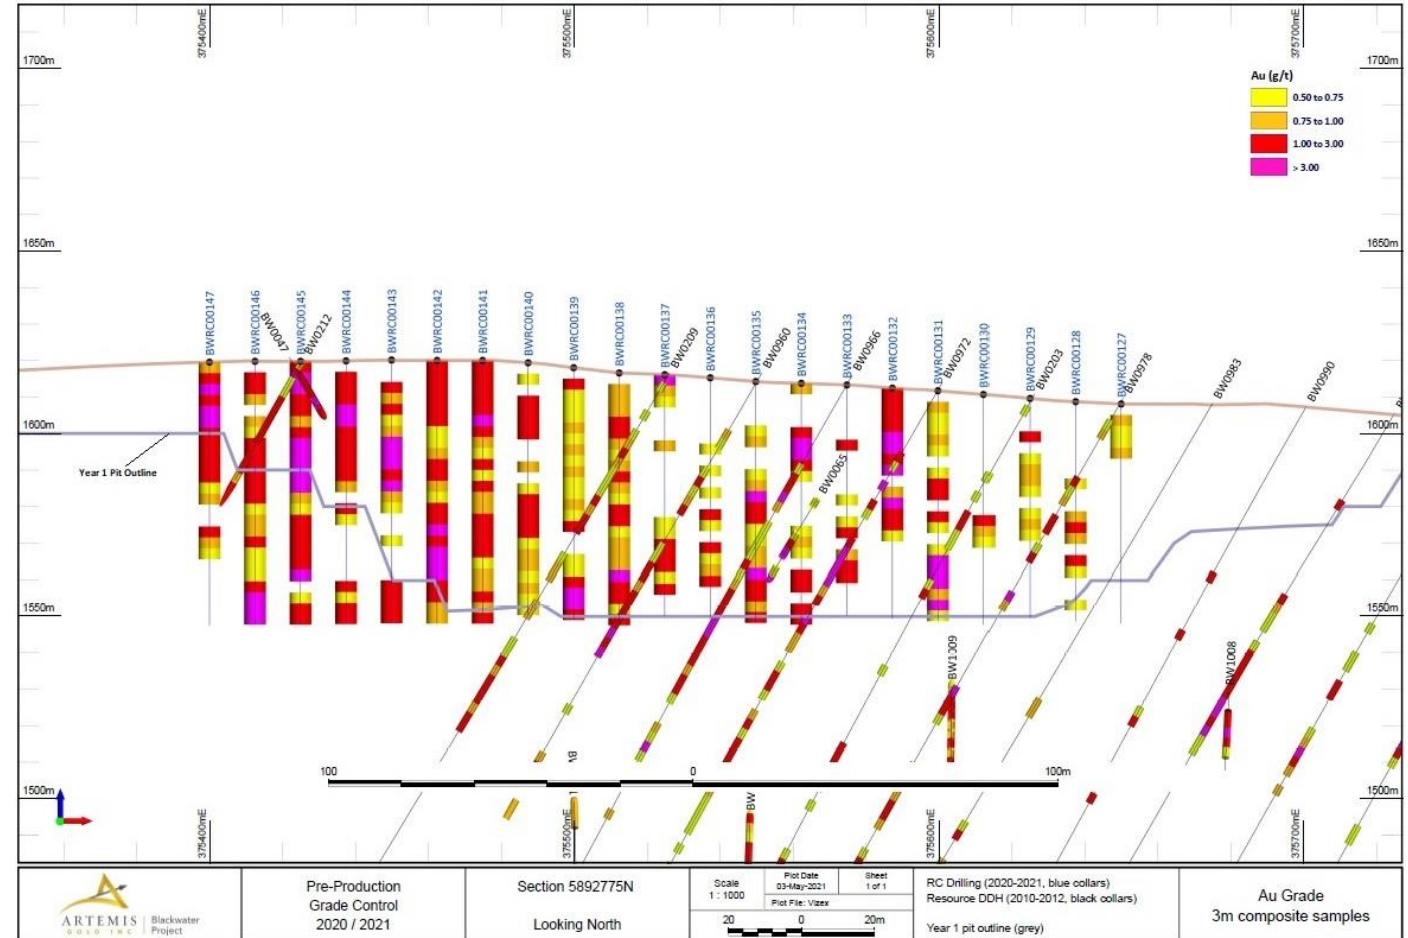 375400mE
375500mE
375600mE
375700mE
1700m
1700m
Au (g/t)
0.50 to 0.75
0.75 to 1.00
1.00 to 3.00
> 3.00
1650m
1650m
BWRC00147
BWRC00146
BW0047
BWRC00145
BW0212
BWRC00144
BWRC00143
BWRC00142
BWRC00141
BWRC00140
BWRC00139
BWRC00138
BWRC00137
BW0209
BWRC00136
BWRC00135
BW0960
BWRC00134
BWRC00133
BW0966
BWRC00132
BWRC00131
BW0972
BWRC00130
BWRC00129
BW0203
BWRC00128
BWRC00127
BW0978
BW0983
BW0990
1600m
1600m
Year 1 Pit Outline
BW0065
1550m
1550m
BW1009
BW1008
100
0
100m
1500m
1500m
BW
375400mE
375500mE
375600mE
375700mE
ARTEMIS
GOLD INC
Blackwater
Project
Pre-Production
Grade Control
2020 / 2021
Section 5892775N
Looking North
Scale
1 : 1000
Plot Date
03-May-2021
Sheet
1 of 1
Plot File: Vizex
20
0
20m
RC Drilling (2020-2021, blue collars)
Resource DDH (2010-2012, black collars)
Year 1 pit outline (grey)
Au Grade
3m composite samples